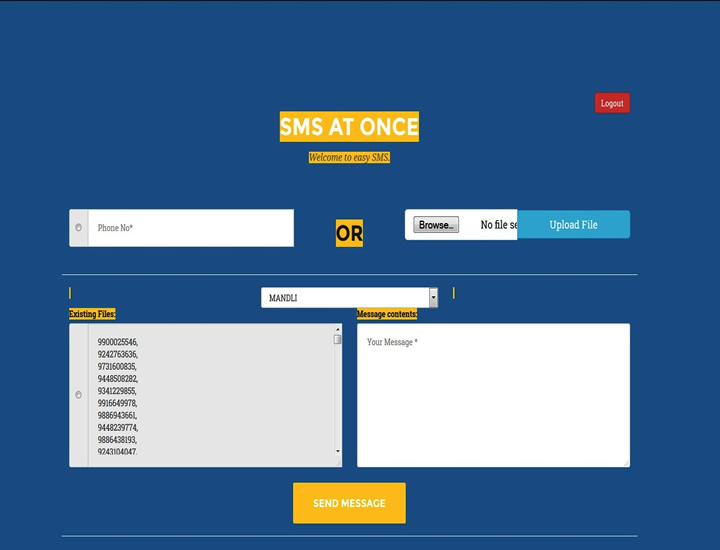 Logout
SMS AT ONCE
Welcome to easy SMS.
Phone No*
OR
Browse... No file se
Upload File
MANDLI
Existing Files:
Message contents:
9900025546,
9242763636,
9731600835,
9448508282,
9341229855,
9916649978,
9886943661,
9448239774,
9886438193,
9243104047,
Your Message *
SEND MESSAGE